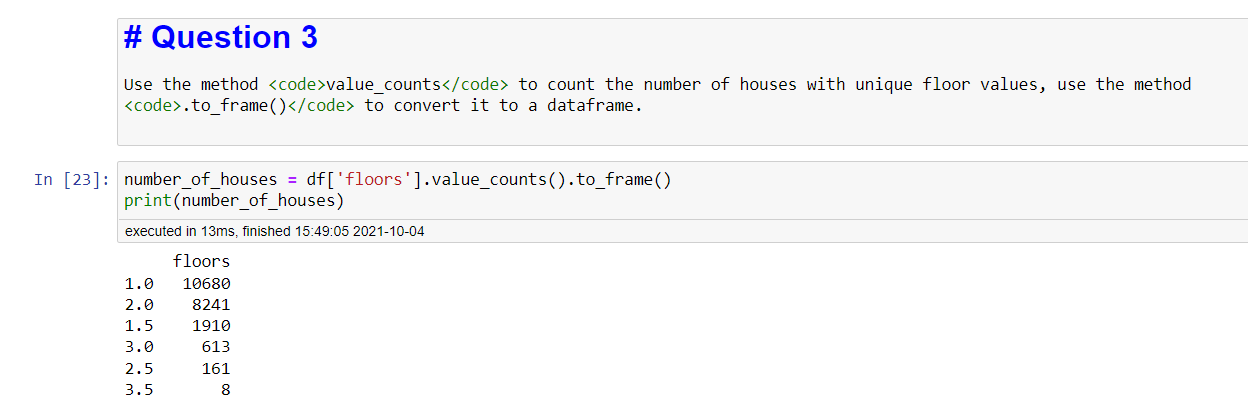 # Question 3
Use the method <code>value_counts</code> to count the number of houses with unique floor values, use the method
<code>.to_frame()</code> to convert it to a dataframe.
In [23]: number_of_houses = df['floors'].value_counts().to_frame()
print(number_of_houses)
executed in 13ms, finished 15:49:05 2021-10-04
floors
1.0 10680
2.0 8241
1.5 1910
3.0 613
2.5 161
3.5 8